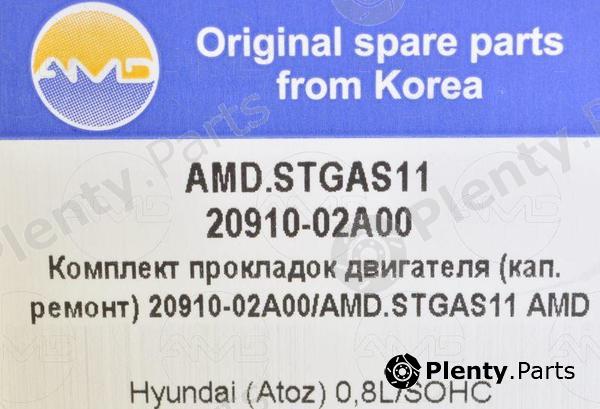 AMD
Original spare parts
from Korea
AMD.STGAS11
20910-02A00
Комплект прокладок двигателя (кап.
ремонт) 20910-02A00/AMD.STGAS11 AMD
Plenty.Parts
Hyundai (Atoz) 0,8L/SOHC